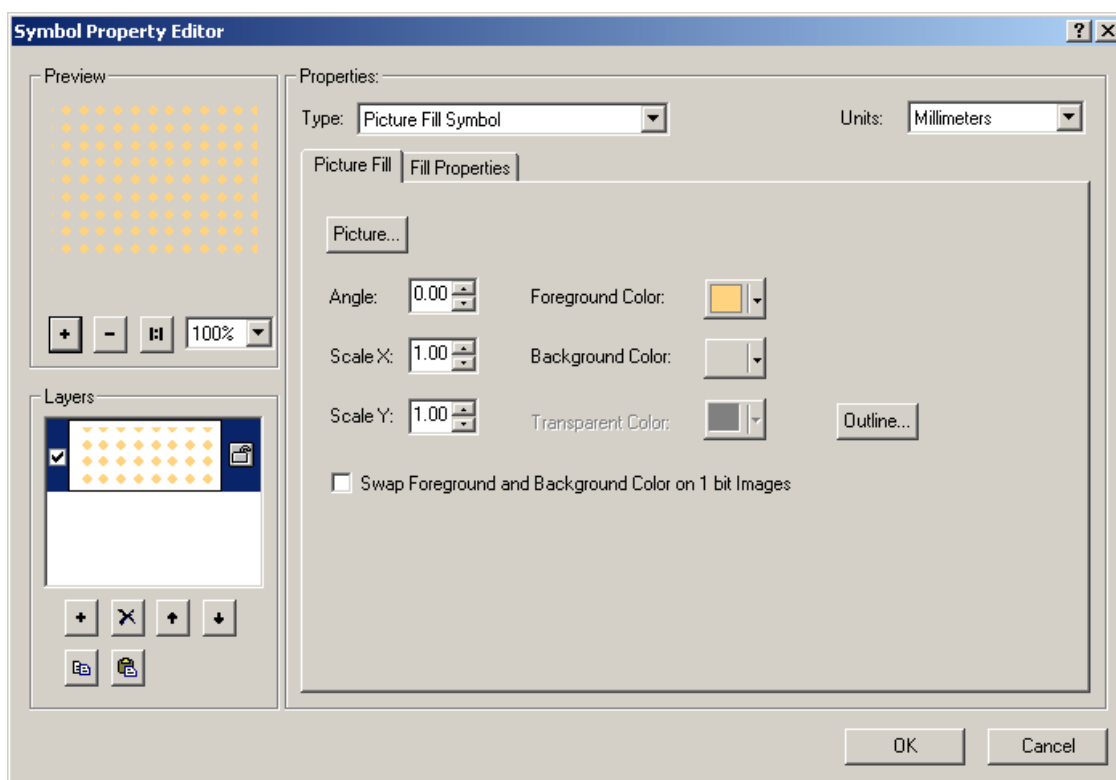 Symbol Property Editor
Preview
100%
Layers
Properties:
Type: Picture Fill Symbol
Units: Millimeters
Picture Fill
Fill Properties
Picture...
Angle: 0.00
Foreground Color:
Scale X: 1.00
Background Color:
Scale Y: 1.00
Transparent Color:
Outline...
Swap Foreground and Background Color on 1 bit Images
OK
Cancel